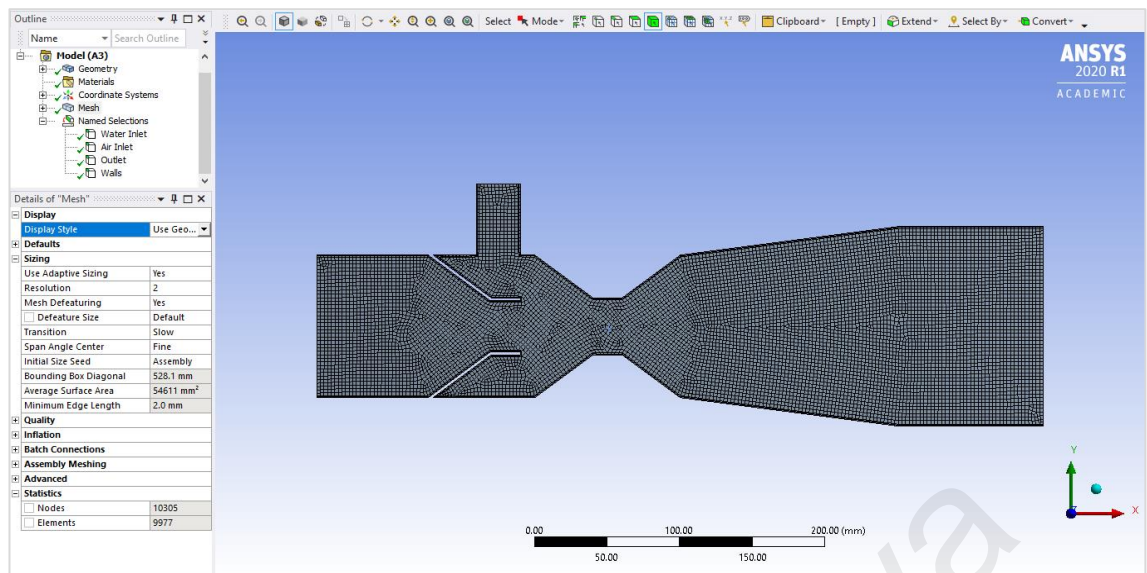 Outline
Name Search Outline
Model (A3)
Geometry
Materials
Coordinate Systems
Mesh
Named Selections
Water Inlet
Air Inlet
Outlet
Walls
Details of "Mesh"
Display
Display Style Use Geo...
Defaults
Sizing
Use Adaptive Sizing Yes
Resolution 2
Mesh Defeaturing Yes
Defeature Size Default
Transition Slow
Span Angle Center Fine
Initial Size Seed Assembly
Bounding Box Diagonal 528.1 mm
Average Surface Area 54611 mm²
Minimum Edge Length 2.0 mm
Quality
Inflation
Batch Connections
Assembly Meshing
Advanced
Statistics
Nodes 10305
Elements 9977
Select Mode Clipboard [ Empty ] Extend Select By Convert
ANSYS
2020 R1
ACADEMIC
0.00 100.00 200.00 (mm)
50.00 150.00
Y
X